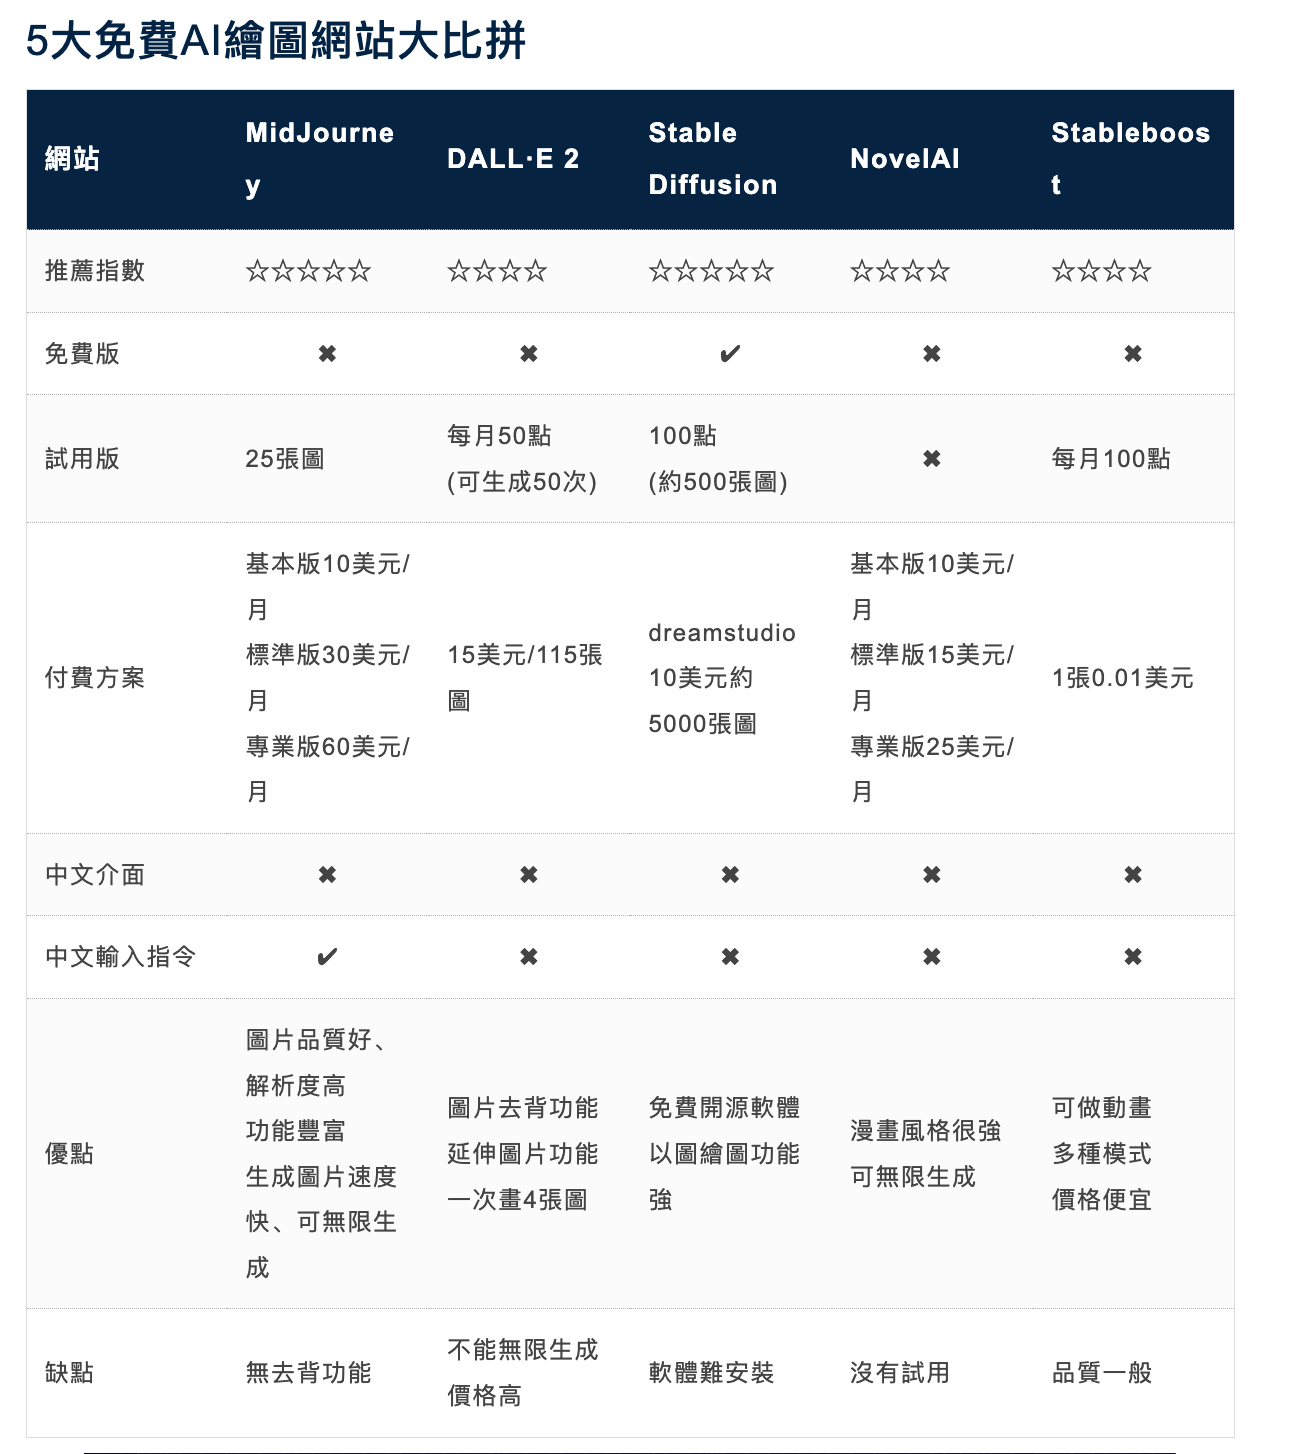 5大免費AI繪圖網站大比拼
網站
MidJourne
y
DALL·E 2
Stable
Diffusion
NovelAI
Stableboos
t
推薦指數
☆☆☆☆☆
☆☆☆☆
☆☆☆☆☆
☆☆☆☆
☆☆☆☆
免費版
✖
✖
✔
✖
✖
試用版
25張圖
每月50點
(可生成50次)
100點
(約500張圖)
✖
每月100點
付費方案
基本版10美元/
月
標準版30美元/
月
專業版60美元/
月
15美元/115張
圖
dreamstudio
10美元約
5000張圖
基本版10美元/
月
標準版15美元/
月
專業版25美元/
月
1張0.01美元
中文介面
✖
✖
✖
✖
✖
中文輸入指令
✔
✖
✖
✖
✖
優點
圖片品質好、
解析度高
功能豐富
生成圖片速度
快、可無限生
成
圖片去背功能
延伸圖片功能
一次畫4張圖
免費開源軟體
以圖繪圖功能
強
漫畫風格很強
可無限生成
可做動畫
多種模式
價格便宜
缺點
無去背功能
不能無限生成
價格高
軟體難安裝
沒有試用
品質一般